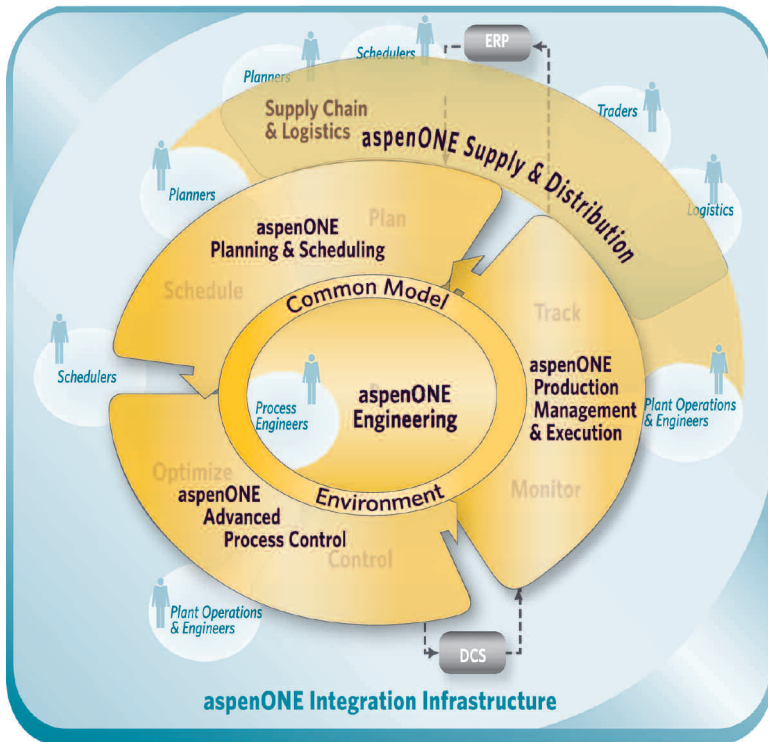 ERP
Schedulers
Planners
Supply Chain
& Logistics
aspenONE Supply & Distribution
Traders
Planners
Logistics
aspenONE
Planning & Scheduling
Plan
Schedule
Common Model
Track
Schedulers
Process
Engineers
aspenONE
Engineering
aspenONE
Production
Management
& Execution
Plant Operations
& Engineers
Optimize
aspenONE
Advanced
Process Control
Environment
Monitor
Control
Plant Operations
& Engineers
DCS
aspenONE Integration Infrastructure